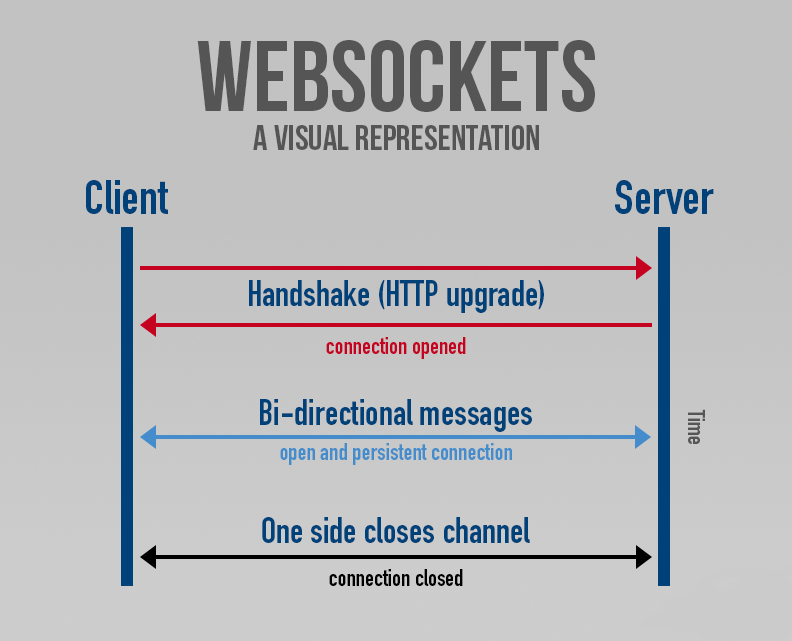 WEBSOCKETS
A VISUAL REPRESENTATION
Client
Server
Handshake (HTTP upgrade)
connection opened
Bi-directional messages
open and persistent connection
Time
One side closes channel
connection closed